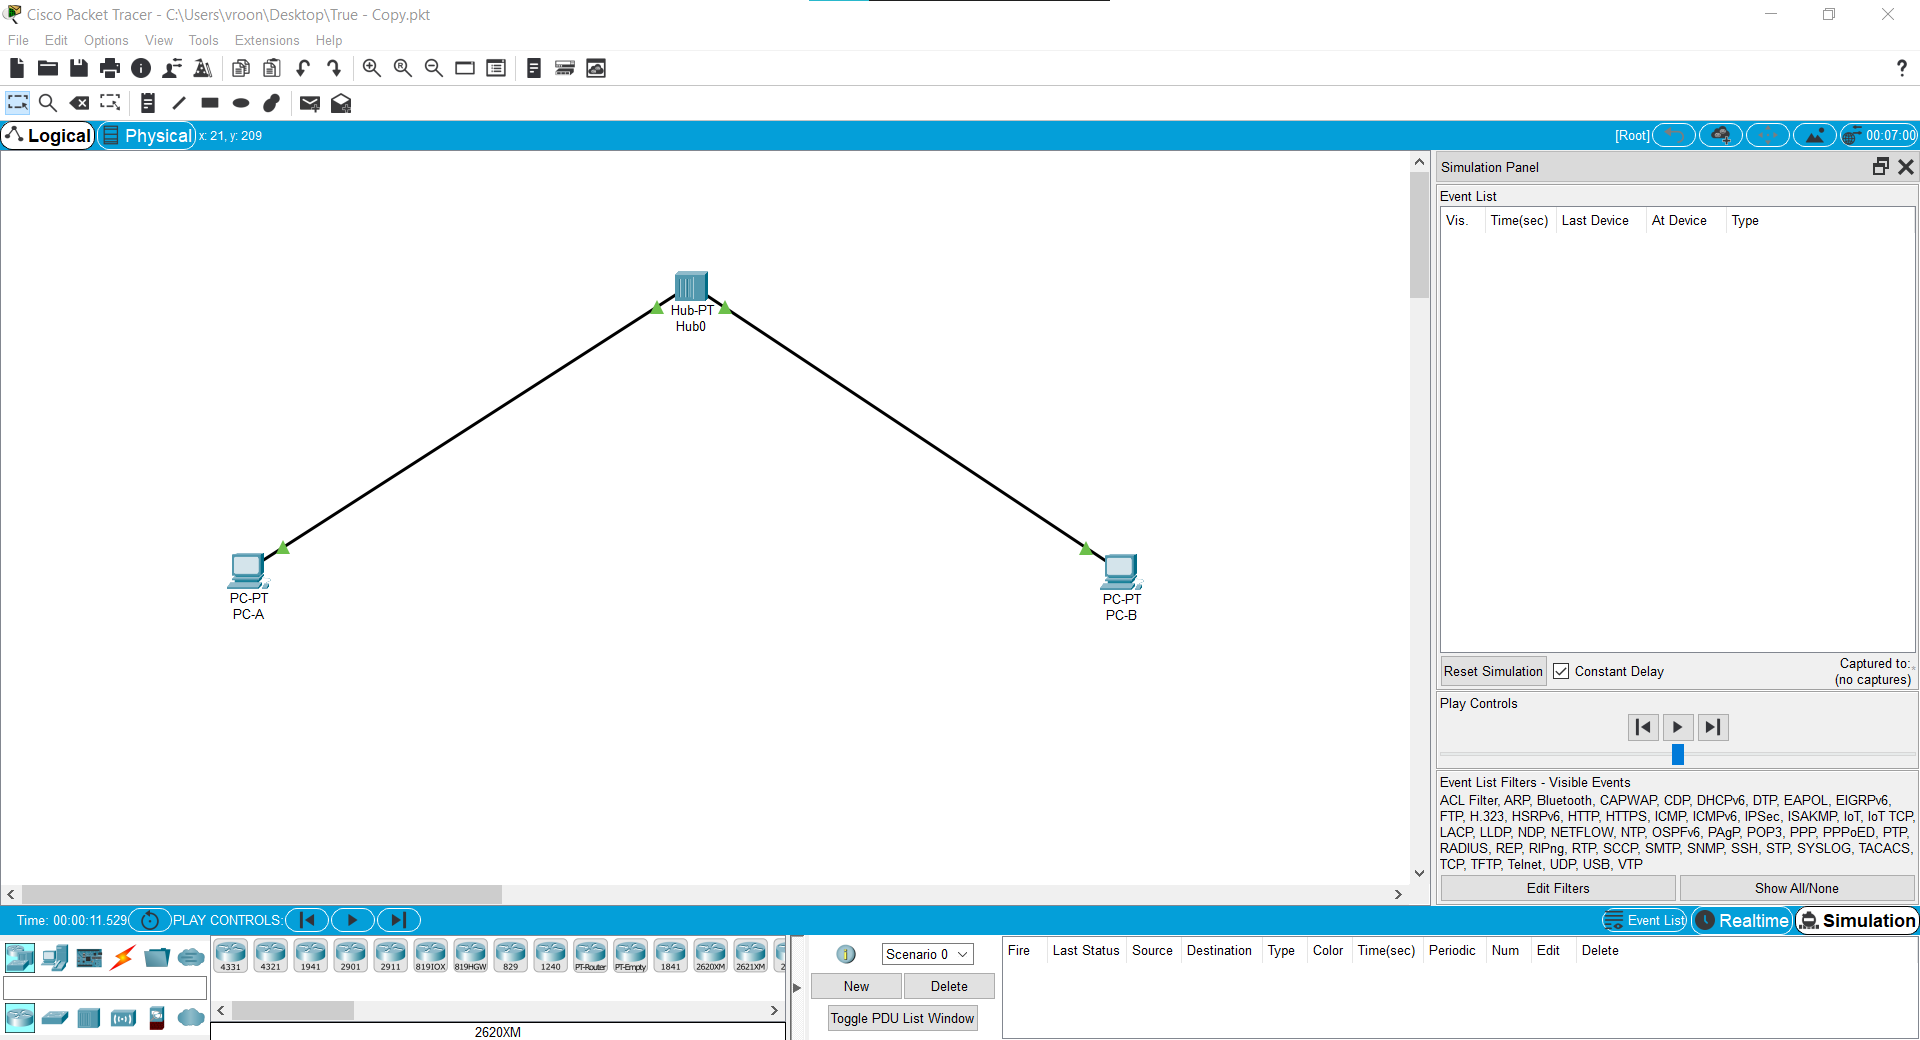 Cisco Packet Tracer - C:\Users\vroon\Desktop\True - Copy.pkt
File Edit Options View Tools Extensions Help
?
Logical Physical x: 21, y: 209 [Root] 00:07:00
Simulation Panel
Event List
Vis. Time(sec) Last Device At Device Type
Hub-PT
Hub0
PC-PT
PC-A
PC-PT
PC-B
Reset Simulation Constant Delay Captured to:
(no captures)
Play Controls
Event List Filters - Visible Events
ACL Filter, ARP, Bluetooth, CAPWAP, CDP, DHCPv6, DTP, EAPOL, EIGRPv6,
FTP, H.323, HSRPv6, HTTP, HTTPS, ICMP, ICMPv6, IPSec, ISAKMP, IoT, IoT TCP,
LACP, LLDP, NDP, NETFLOW, NTP, OSPFv6, PAgP, POP3, PPP, PPPoED, PTP,
RADIUS, REP, RIPng, RTP, SCCP, SMTP, SNMP, SSH, STP, SYSLOG, TACACS,
TCP, TFTP, Telnet, UDP, USB, VTP
Edit Filters Show All/None
Time: 00:00:11.529 PLAY CONTROLS: Event List Realtime Simulation
4331 4321 1941 2901 2911 819IOX 819HGW 829 1240 PT-Router PT-Empty 1841 2620XM 2621XM 2
2620XM
Scenario 0
New Delete
Toggle PDU List Window
Fire Last Status Source Destination Type Color Time(sec) Periodic Num Edit Delete